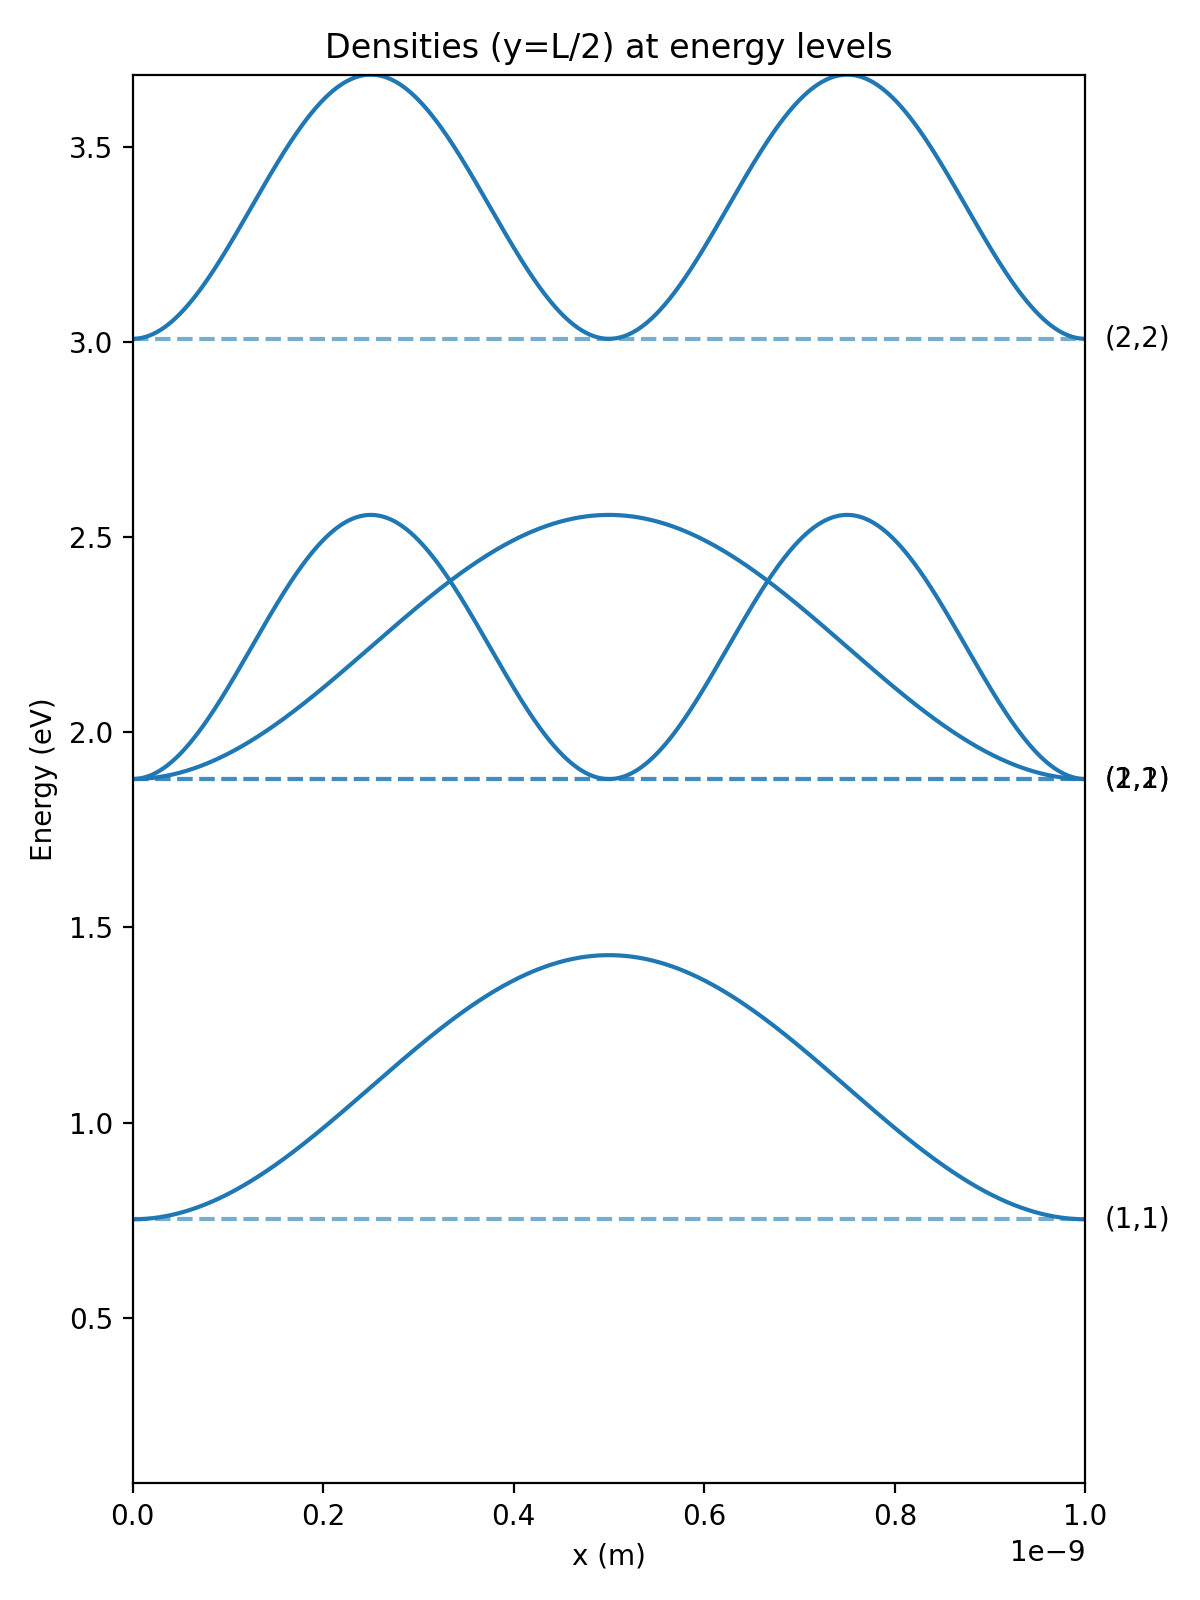 Densities (y=L/2) at energy levels
3.5
3.0
(2,2)
2.5
2.0
1.5
1.0
(1,1)
0.5
Energy (eV)
0.0 0.2 0.4 0.6 0.8 1.0
x (m)
1e−9